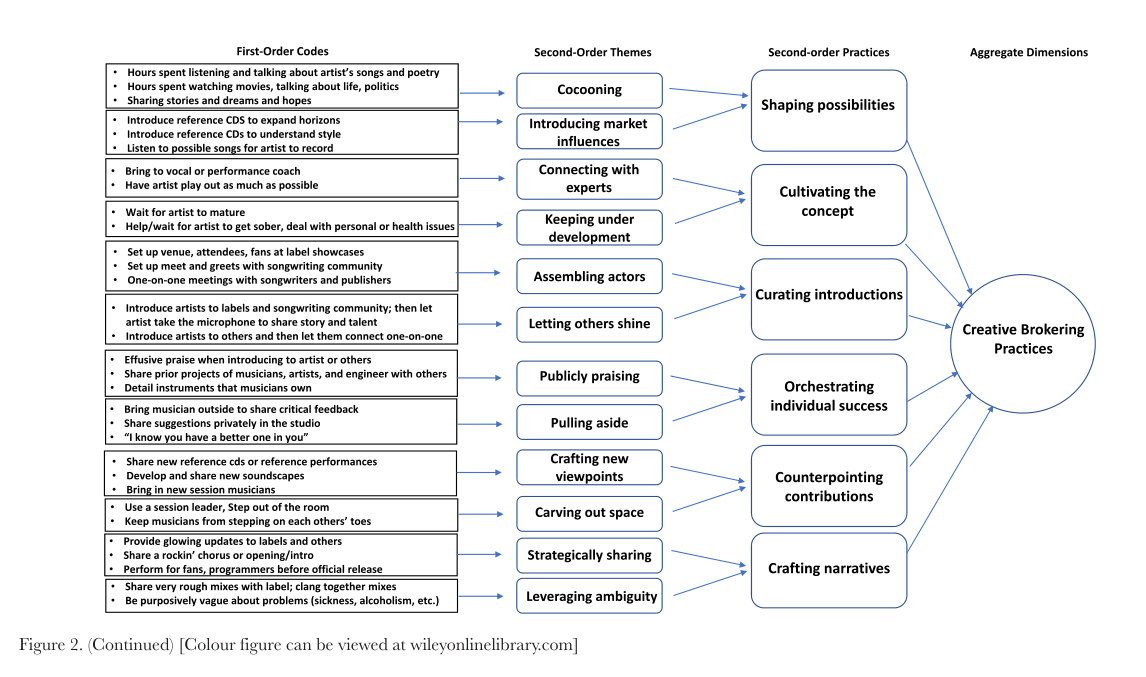 First-Order Codes
Second-Order Themes
Second-order Practices
Aggregate Dimensions
• Hours spent listening and talking about artist's songs and poetry
• Hours spent watching movies, talking about life, politics
• Sharing stories and dreams and hopes
• Introduce reference CDS to expand horizons
• Introduce reference CDs to understand style
• Listen to possible songs for artist to record
• Bring to vocal or performance coach
• Have artist play out as much as possible
• Wait for artist to mature
• Help/wait for artist to get sober, deal with personal or health issues
• Set up venue, attendees, fans at label showcases
• Set up meet and greets with songwriting community
• One-on-one meetings with songwriters and publishers
• Introduce artists to labels and songwriting community; then let
artist take the microphone to share story and talent
• Introduce artists to others and then let them connect one-on-one
• Effusive praise when introducing to artist or others
• Share prior projects of musicians, artists, and engineer with others
• Detail instruments that musicians own
• Bring musician outside to share critical feedback
• Share suggestions privately in the studio
• "I know you have a better one in you"
• Share new reference cds or reference performances
• Develop and share new soundscapes
• Bring in new session musicians
• Use a session leader, Step out of the room
• Keep musicians from stepping on each others' toes
• Provide glowing updates to labels and others
• Share a rockin' chorus or opening/intro
• Perform for fans, programmers before official release
• Share very rough mixes with label; clang together mixes
• Be purposively vague about problems (sickness, alcoholism, etc.)
Cocooning
Introducing market
influences
Connecting with
experts
Keeping under
development
Assembling actors
Letting others shine
Publicly praising
Pulling aside
Crafting new
viewpoints
Carving out space
Strategically sharing
Leveraging ambiguity
Shaping possibilities
Cultivating the
concept
Curating introductions
Orchestrating
individual success
Counterpointing
contributions
Crafting narratives
Creative Brokering
Practices
Figure 2. (Continued) [Colour figure can be viewed at wileyonlinelibrary.com]